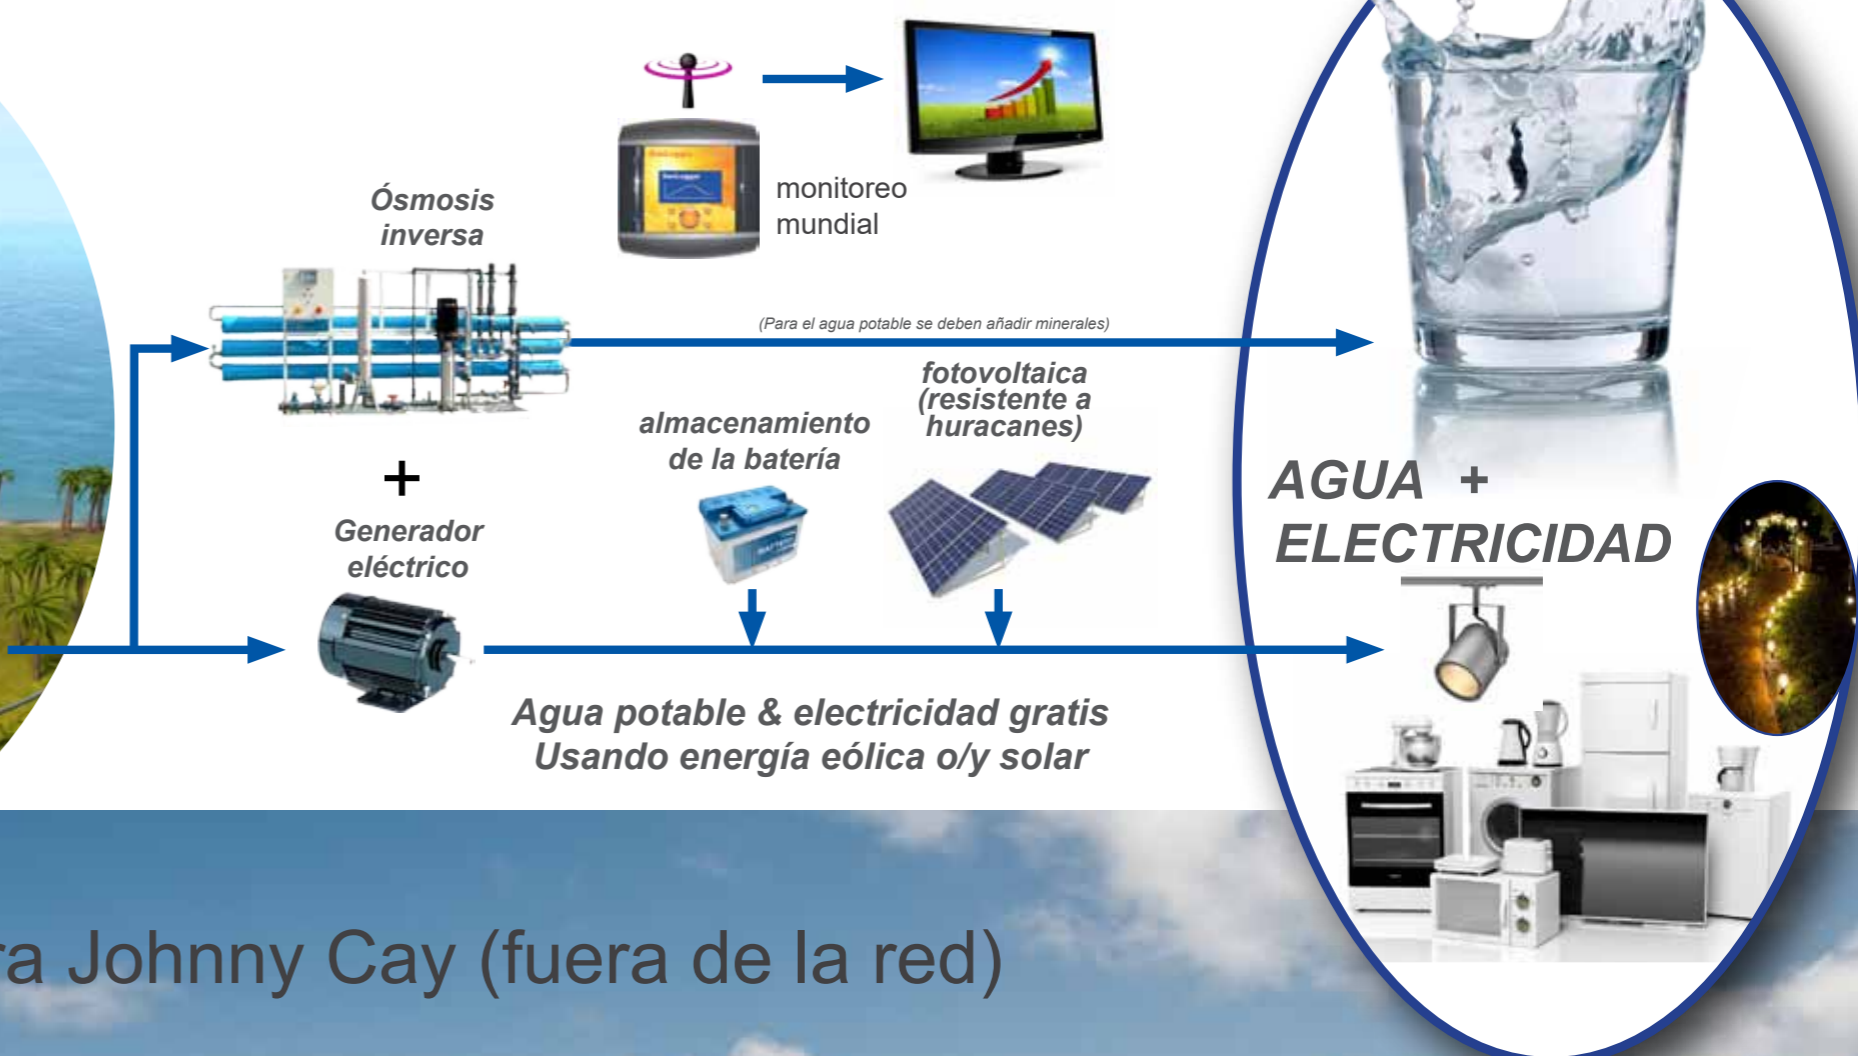 monitoreo
mundial
Ósmosis
inversa
(Para el agua potable se deben añadir minerales)
fotovoltaica
(resistente a
huracanes)
almacenamiento
de la batería
+
Generador
eléctrico
AGUA +
ELECTRICIDAD
Agua potable & electricidad gratis
Usando energía eólica o/y solar
ra Johnny Cay (fuera de la red)